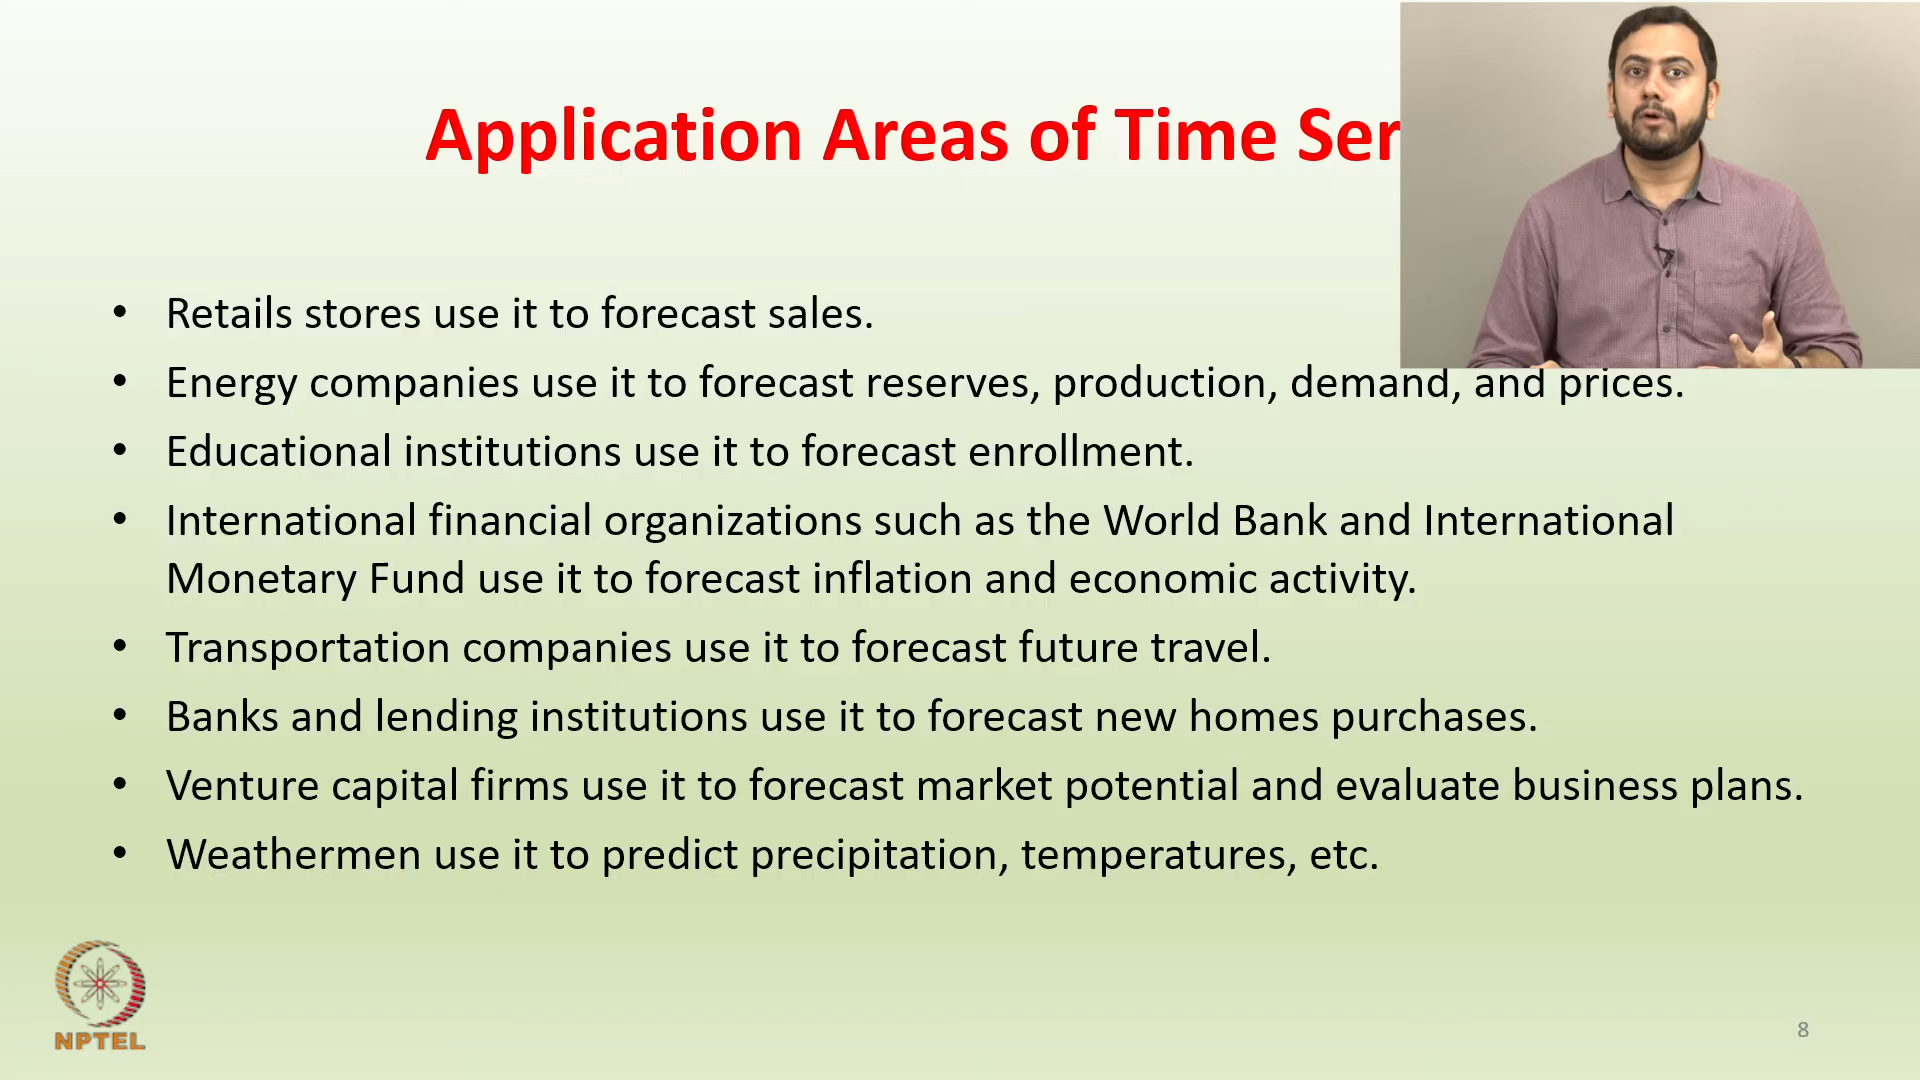 Application Areas of Time Ser
• Retails stores use it to forecast sales.
• Energy companies use it to forecast reserves, production, demand, and prices.
• Educational institutions use it to forecast enrollment.
• International financial organizations such as the World Bank and International
Monetary Fund use it to forecast inflation and economic activity.
• Transportation companies use it to forecast future travel.
• Banks and lending institutions use it to forecast new homes purchases.
• Venture capital firms use it to forecast market potential and evaluate business plans.
• Weathermen use it to predict precipitation, temperatures, etc.
NPTEL
8